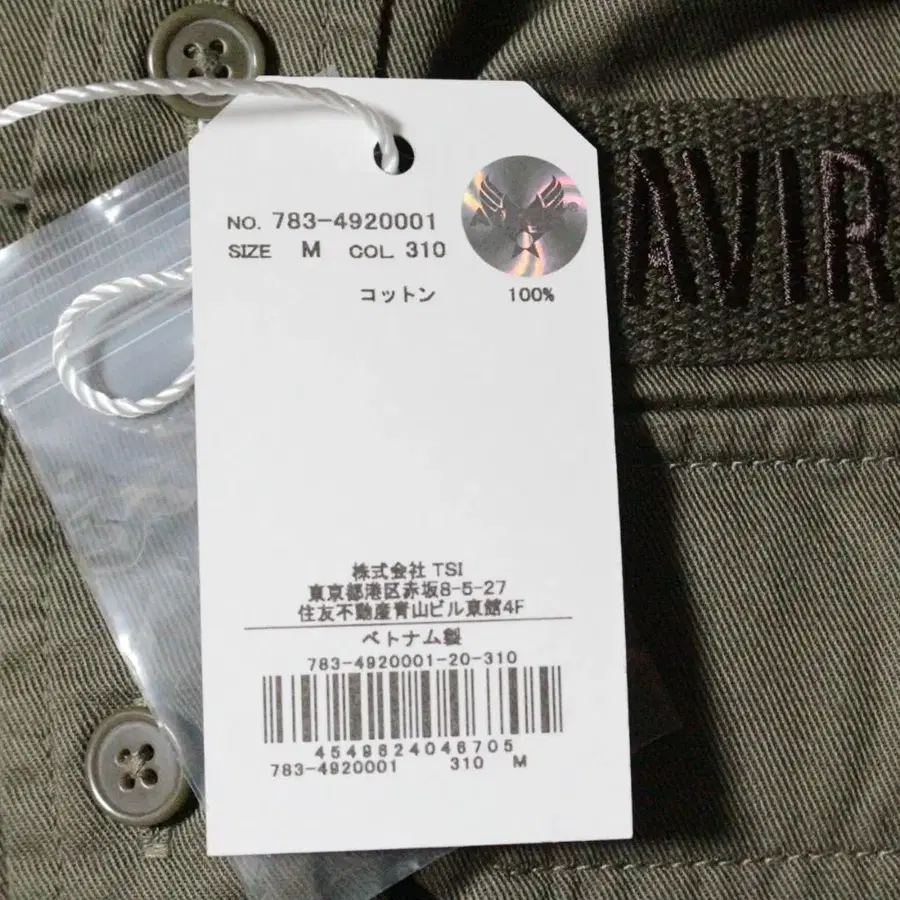 NO. 783-4920001
SIZE M COL. 310
コットン 100%
AVIR
株式会社 TSI
東京都港区赤坂8-5-27
住友不動産青山ビル東館4F
ベトナム製
783-4920001-20-310
4549624046705
783-4920001 310 M